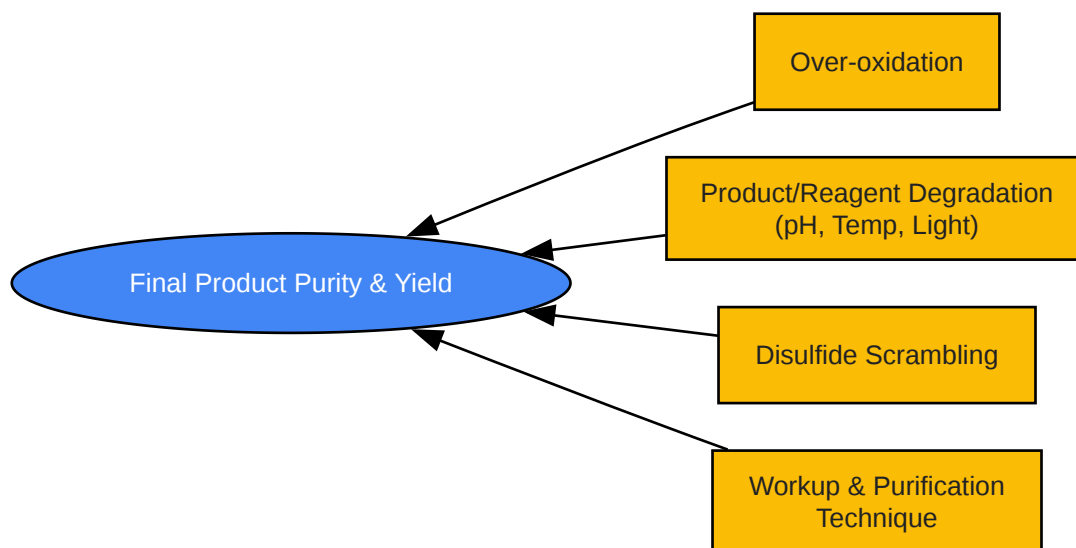 Over-oxidation
Product/Reagent Degradation
(pH, Temp, Light)
Final Product Purity & Yield
Disulfide Scrambling
Workup & Purification
Technique